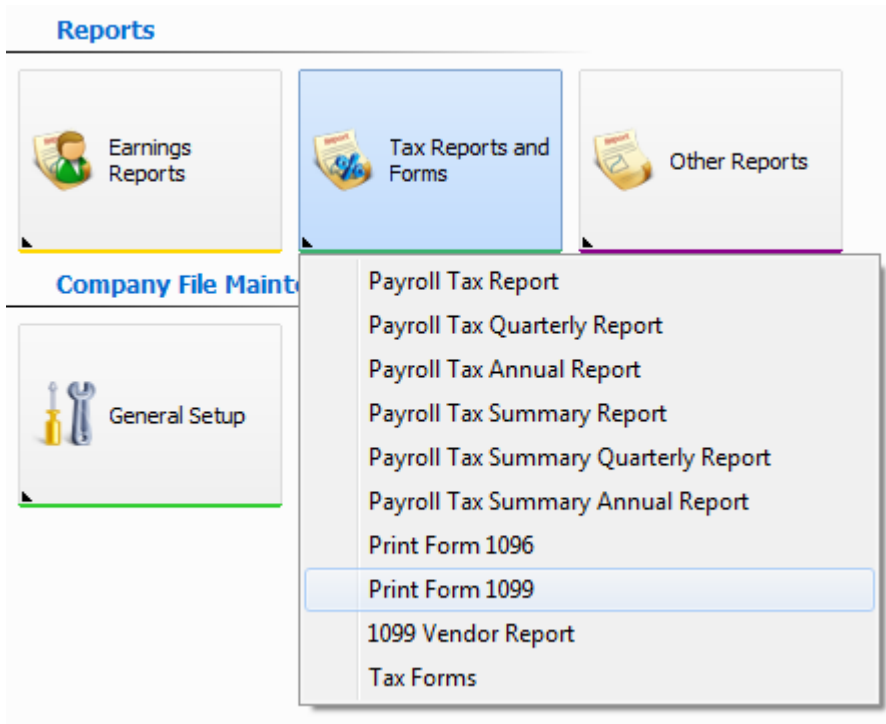 Reports
Earnings
Reports
Tax Reports and
Forms
Other Reports
Company File Maint
General Setup
Payroll Tax Report
Payroll Tax Quarterly Report
Payroll Tax Annual Report
Payroll Tax Summary Report
Payroll Tax Summary Quarterly Report
Payroll Tax Summary Annual Report
Print Form 1096
Print Form 1099
1099 Vendor Report
Tax Forms